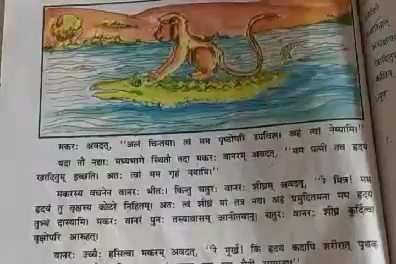 मकरः अवदत्, "अलं चिन्तया। त्वं मम पृष्ठोपरि उपविश। अहं त्वां नेष्यामि।"
यदा तौ नद्याः मध्यभागे स्थितौ तदा मकरः वानरम् अवदत्, "मम पत्नी तव हृदयं
खादितुम् इच्छति। अतः त्वां मम गृहं नयामि।"
मकरस्य वचनेन वानरः भीतः। किन्तु चतुरः वानरः शीघ्रम् अवदत्, "रे मित्र! मम
हृदयं तु वृक्षस्य कोटरे निहितम्। अतः त्वं शीघ्रं मां तत्र नय। अहं प्रमुदितमना मम हृदयं
तुभ्यं दास्यामि। मकरः वानरं पुनः आनीतवान्। चतुरः वानरः शीघ्रं कूर्दित्वा
वृक्षोपरि आरूहत्।
वानरः उच्चैः हसित्वा मकरम् अवदत्, "रे मूर्ख! किं हृदयं कदापि शरीरात् पृथक्